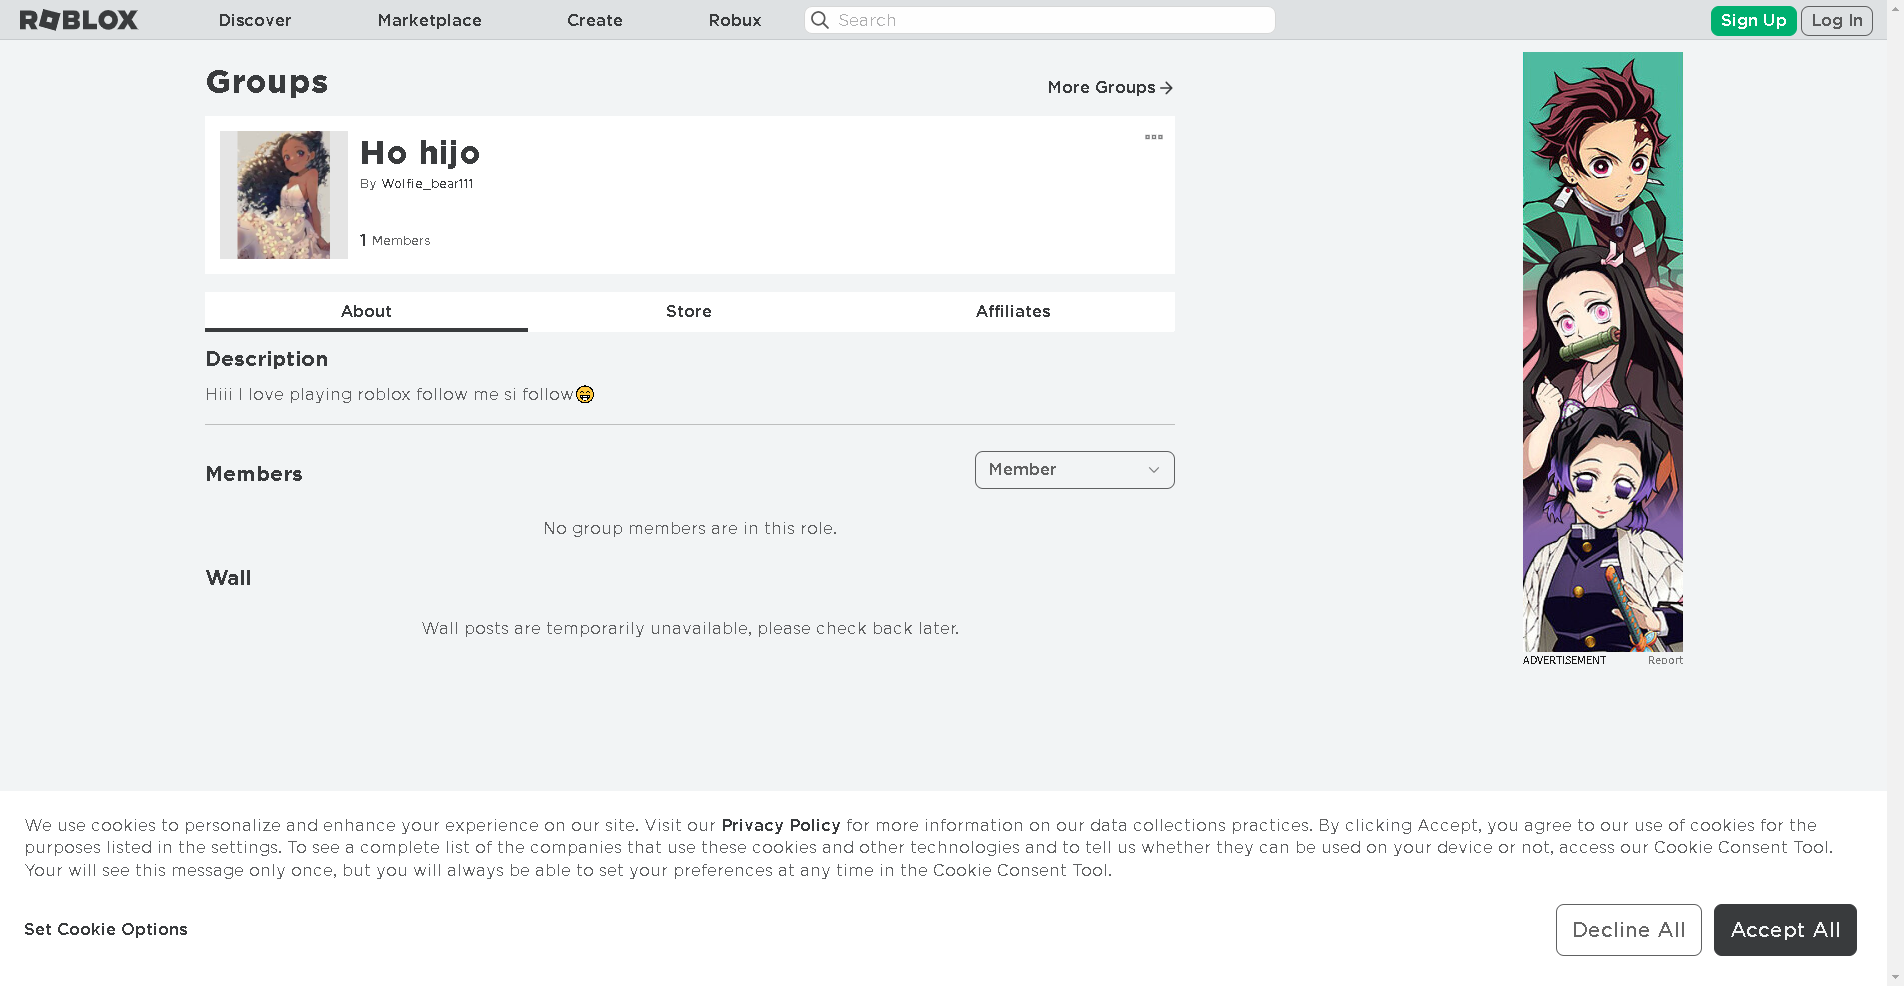 ROBLOX Discover Marketplace Create Robux Search Sign Up Log In
Groups
More Groups
Ho hijo
By Wolfie_bear111
1 Members
About Store Affiliates
Description
Hiii I love playing roblox follow me si follow😁
Members
Member
No group members are in this role.
Wall
Wall posts are temporarily unavailable, please check back later.
ADVERTISEMENT Report
We use cookies to personalize and enhance your experience on our site. Visit our Privacy Policy for more information on our data collections practices. By clicking Accept, you agree to our use of cookies for the
purposes listed in the settings. To see a complete list of the companies that use these cookies and other technologies and to tell us whether they can be used on your device or not, access our Cookie Consent Tool.
Your will see this message only once, but you will always be able to set your preferences at any time in the Cookie Consent Tool.
Set Cookie Options
Decline All Accept All